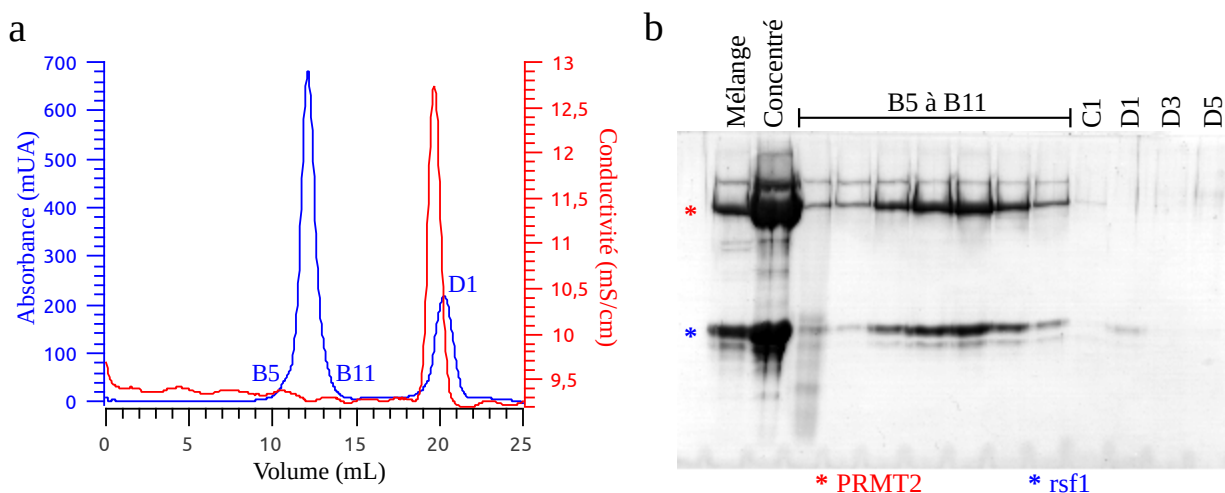 a
700
600
500
400
300
200
100
0
Absorbance (mUA)
B5
B11
D1
13
12,5
12
11,5
11
10,5
10
9,5
Conductivité (mS/cm)
0
5
10
15
20
25
Volume (mL)
b
Mélange
Concentré
B5 à B11
C1
D1
D3
D5
*
*
* PRMT2
* rsf1